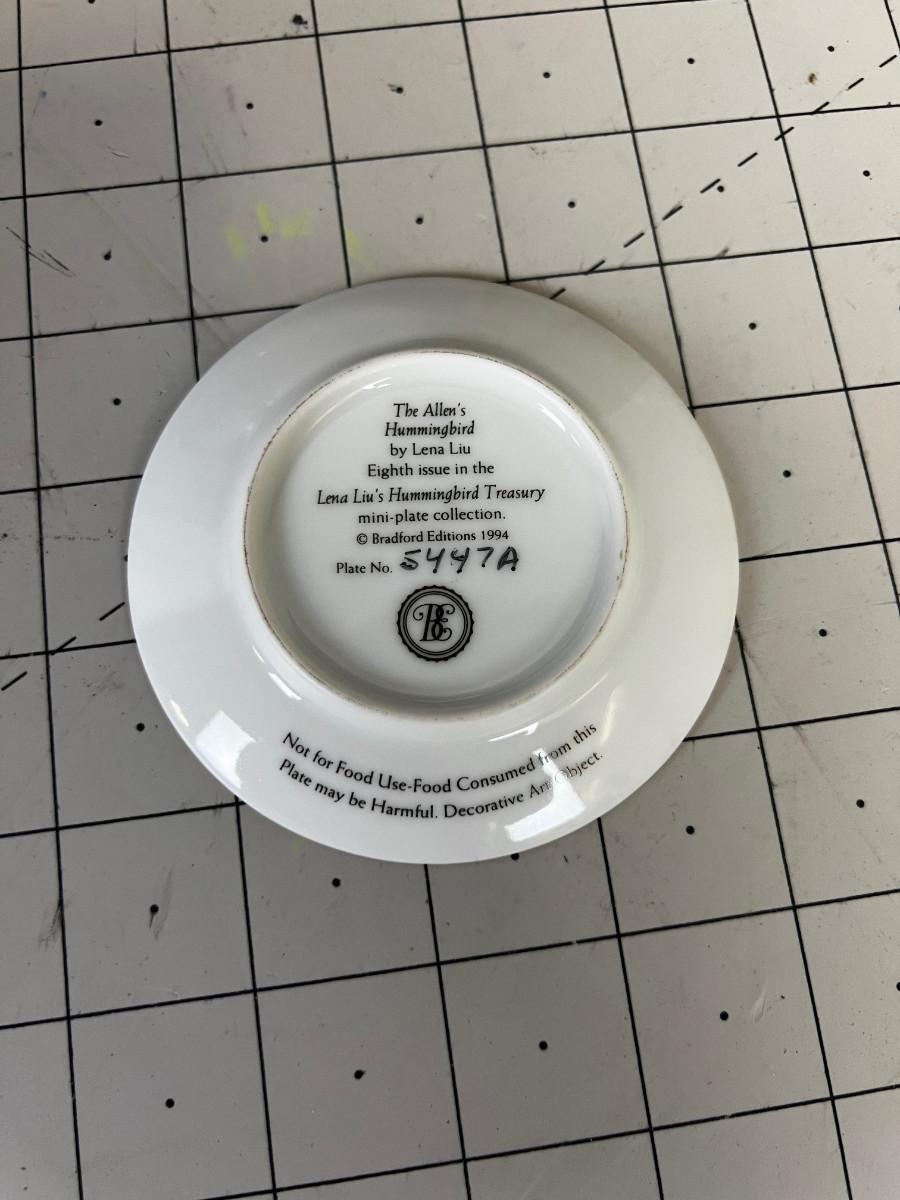 The Allen's
Hummingbird
by Lena Liu
Eighth issue in the
Lena Liu's Hummingbird Treasury
mini-plate collection.
© Bradford Editions 1994
Plate No. 5447A
BE
Not for Food Use-Food Consumed from this
Plate may be Harmful. Decorative Art Object.